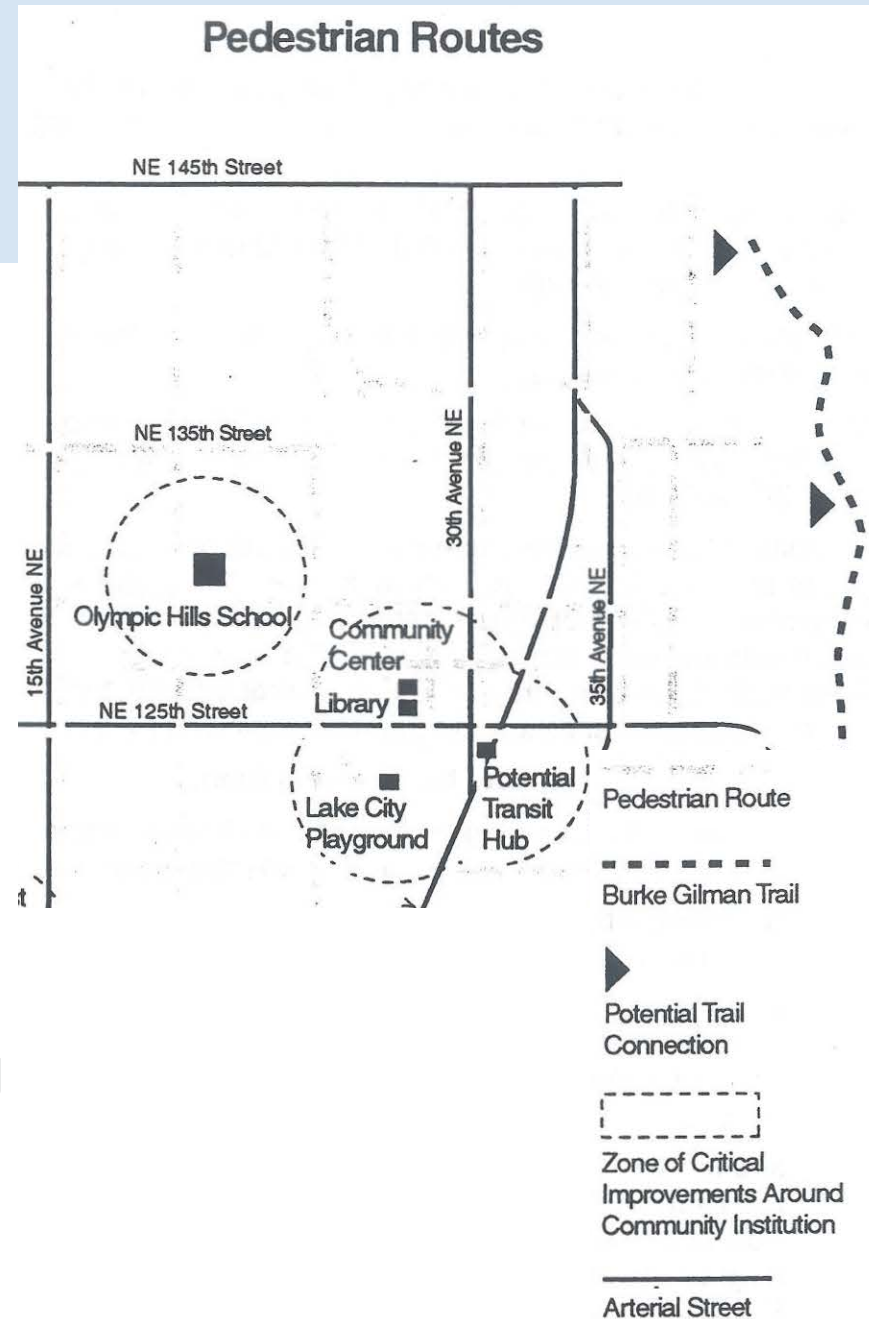 Pedestrian Routes
NE 145th Street
NE 135th Street
30th Avenue NE
15th Avenue NE
Olympic Hills School
Community
Center
Library
35th Avenue NE
NE 125th Street
Potential
Transit
Hub
Lake City
Playground
Pedestrian Route
Burke Gilman Trail
Potential Trail
Connection
Zone of Critical
Improvements Around
Community Institution
Arterial Street